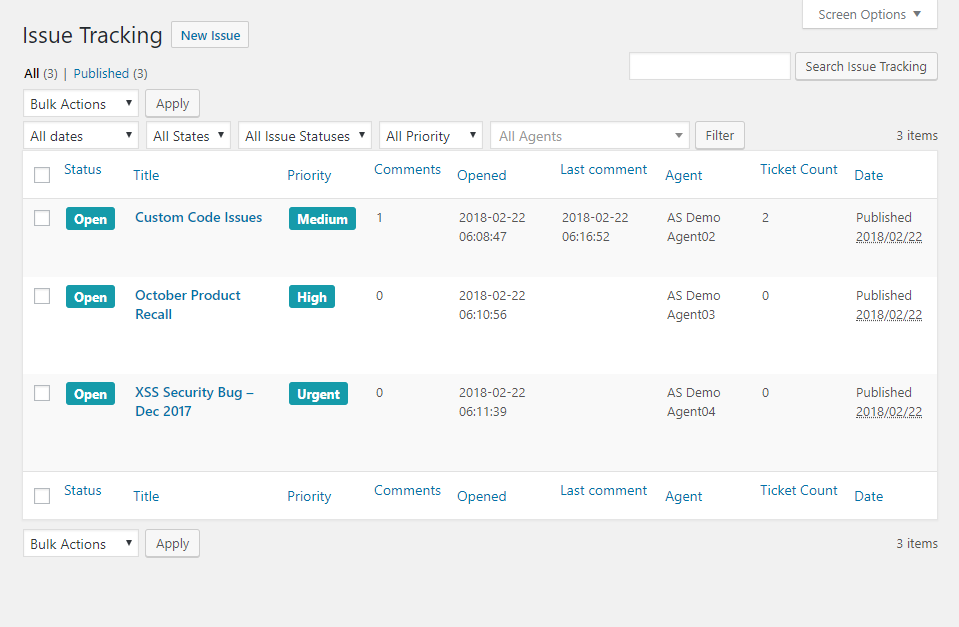 Screen Options ▼
Issue Tracking New Issue
All (3) | Published (3)
Search Issue Tracking
Bulk Actions Apply
All dates All States All Issue Statuses All Priority All Agents Filter 3 items
Status Title Priority Comments Opened Last comment Agent Ticket Count Date
Open Custom Code Issues Medium 1 2018-02-22 2018-02-22 AS Demo 2 Published
06:08:47 06:16:52 Agent02 2018/02/22
Open October Product High 0 2018-02-22 AS Demo 0 Published
Recall 06:10:56 Agent03 2018/02/22
Open XSS Security Bug – Urgent 0 2018-02-22 AS Demo 0 Published
Dec 2017 06:11:39 Agent04 2018/02/22
Status Title Priority Comments Opened Last comment Agent Ticket Count Date
Bulk Actions Apply 3 items